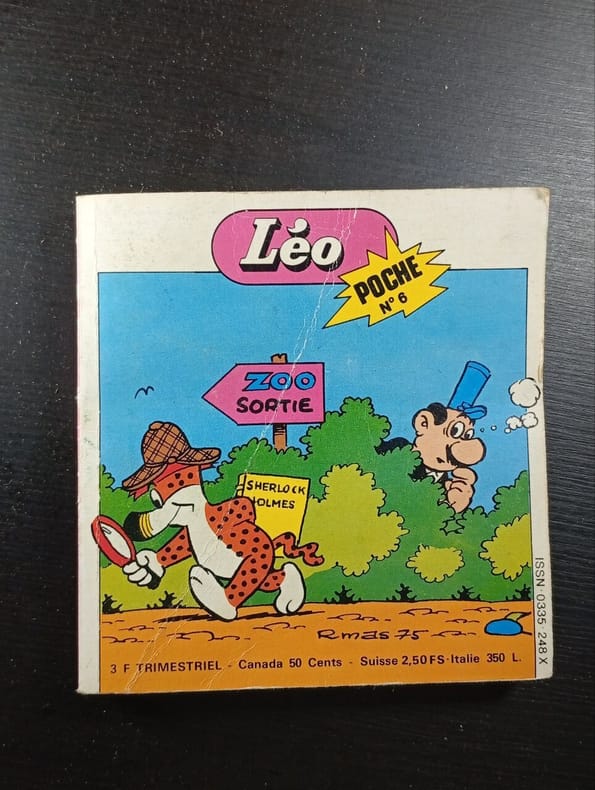 Léo
POCHE
N° 6
ZOO
SORTIE
SHERLOCK
HOLMES
R.mas 75
3 F TRIMESTRIEL - Canada 50 Cents - Suisse 2,50 FS-Italie 350 L.
ISSN · 0335 · 248 X